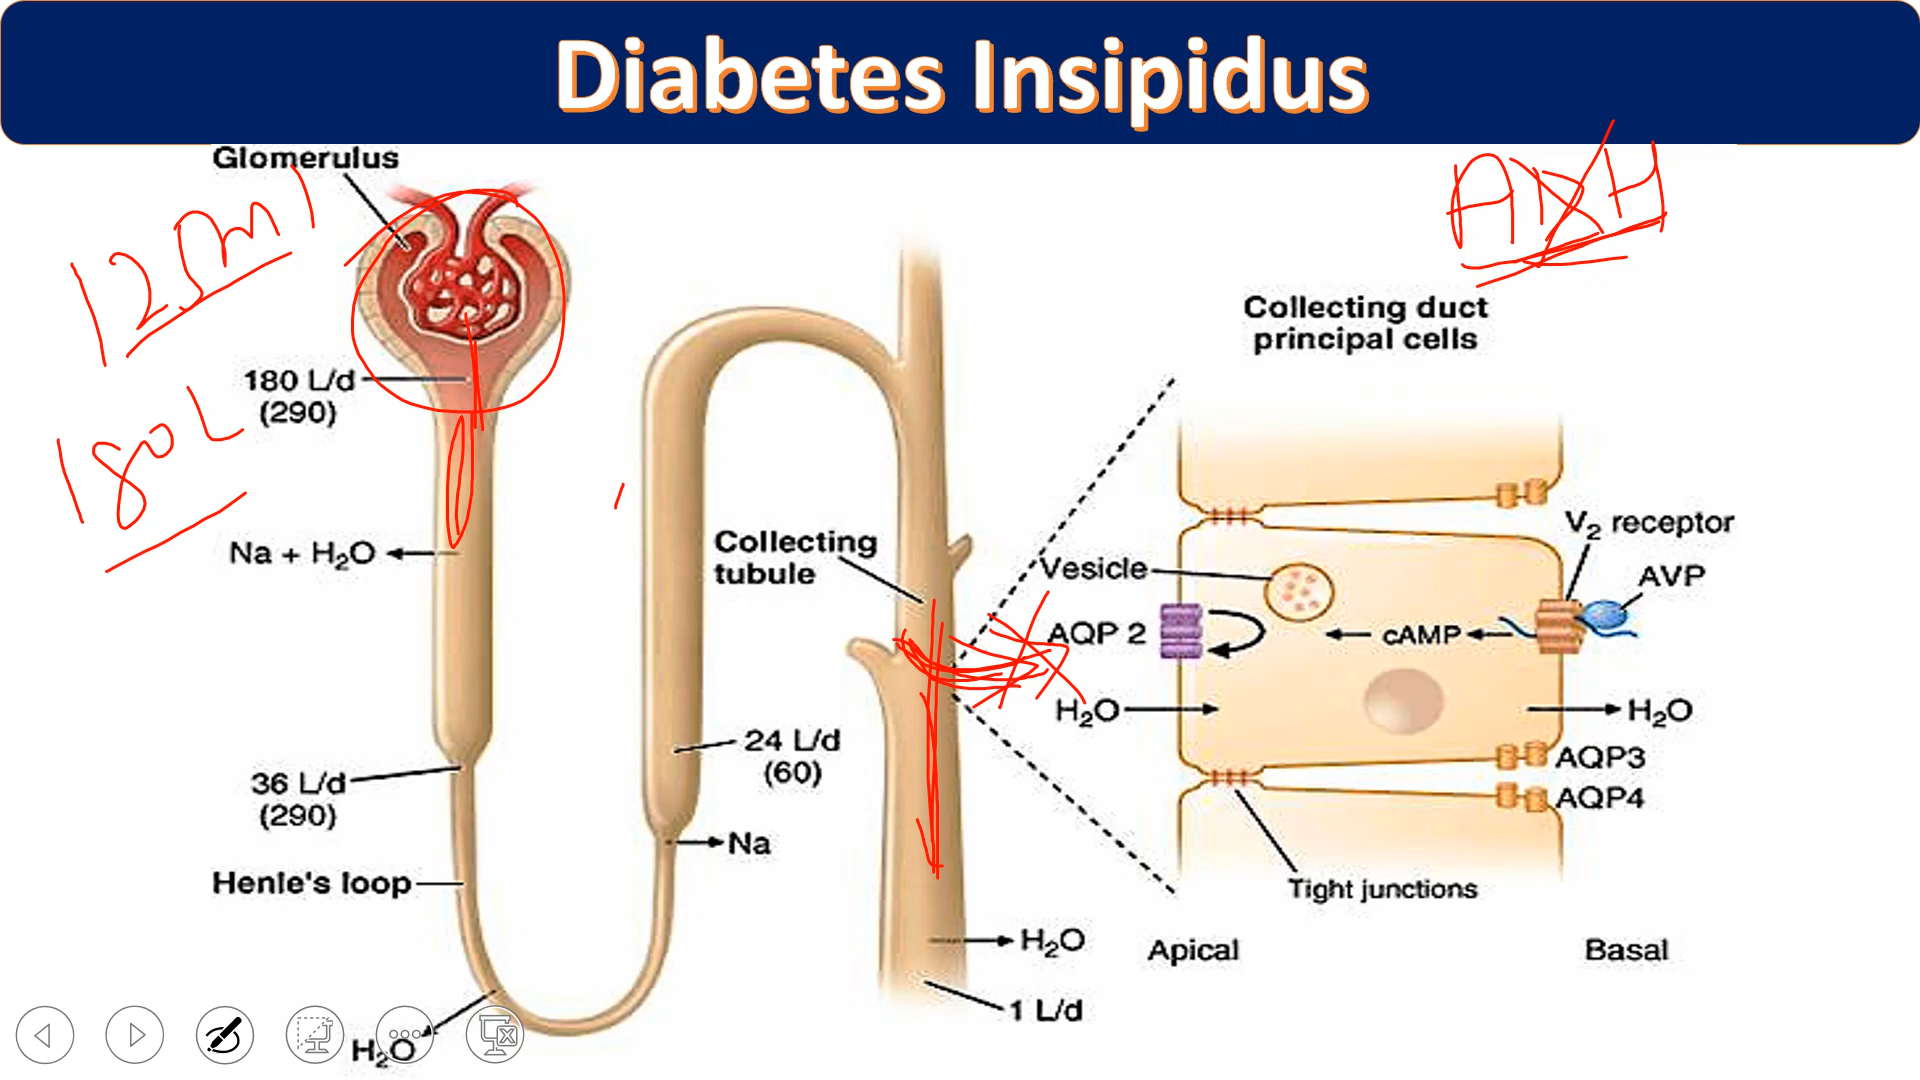 Diabetes Insipidus
Glomerulus
125ml
ADH
180 L/d
(290)
180 L
Na + H₂O
36 L/d
(290)
Henle's loop
H₂O
Collecting
tubule
24 L/d
(60)
Na
H₂O
1 L/d
Collecting duct
principal cells
V₂ receptor
AVP
Vesicle
AQP 2
cAMP
H₂O
H₂O
AQP3
AQP4
Tight junctions
Apical
Basal